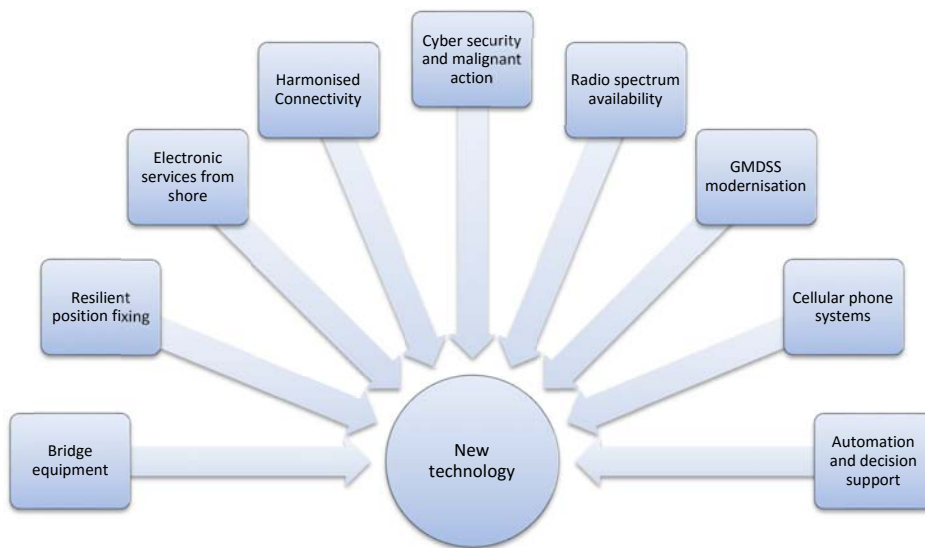 Cyber security
and malignant
action
Harmonised
Connectivity
Radio spectrum
availability
Electronic
services from
shore
GMDSS
modernisation
Resilient
position fixing
Cellular phone
systems
Bridge
equipment
New
technology
Automation
and decision
support